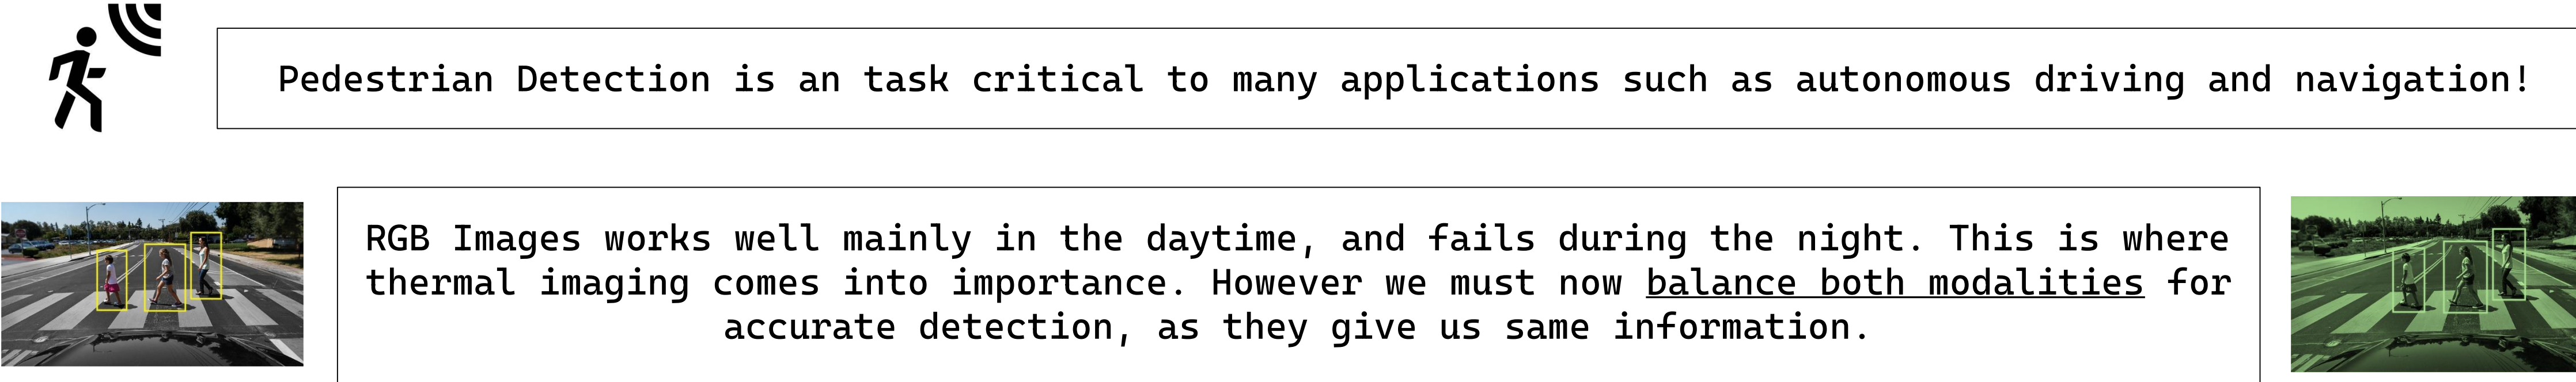 Pedestrian Detection is an task critical to many applications such as autonomous driving and navigation!
RGB Images works well mainly in the daytime, and fails during the night. This is where
thermal imaging comes into importance. However we must now balance both modalities for
accurate detection, as they give us same information.